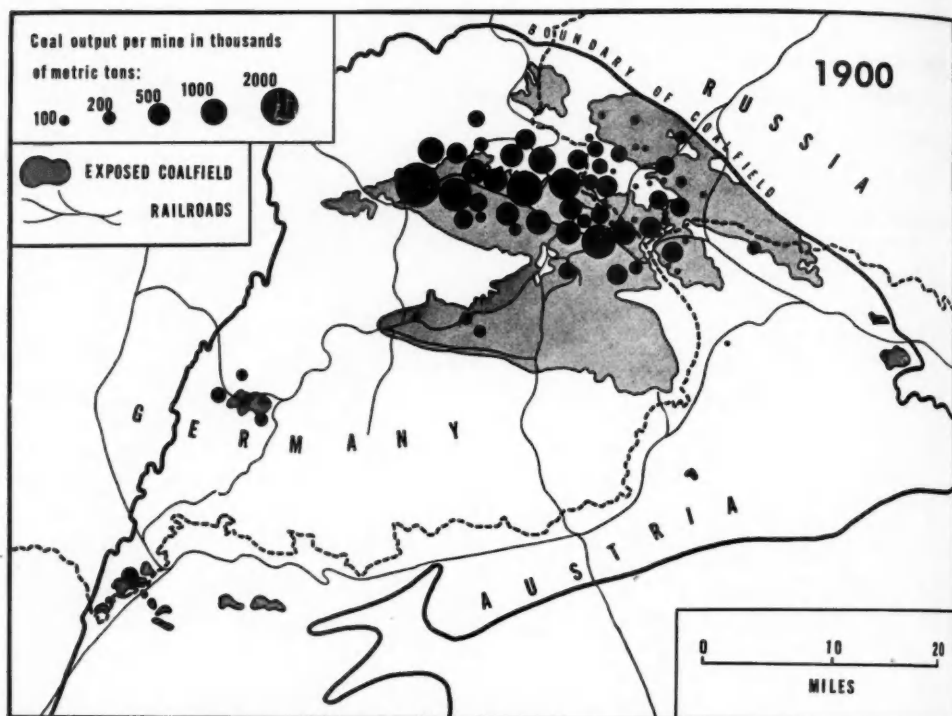 Coal output per mine in thousands
of metric tons:
100 200 500 1000 2000
EXPOSED COALFIELD
RAILROADS
BOUNDARY OF COALFIELD
RUSSIA
1900
GERMANY
AUSTRIA
0 10 20
MILES